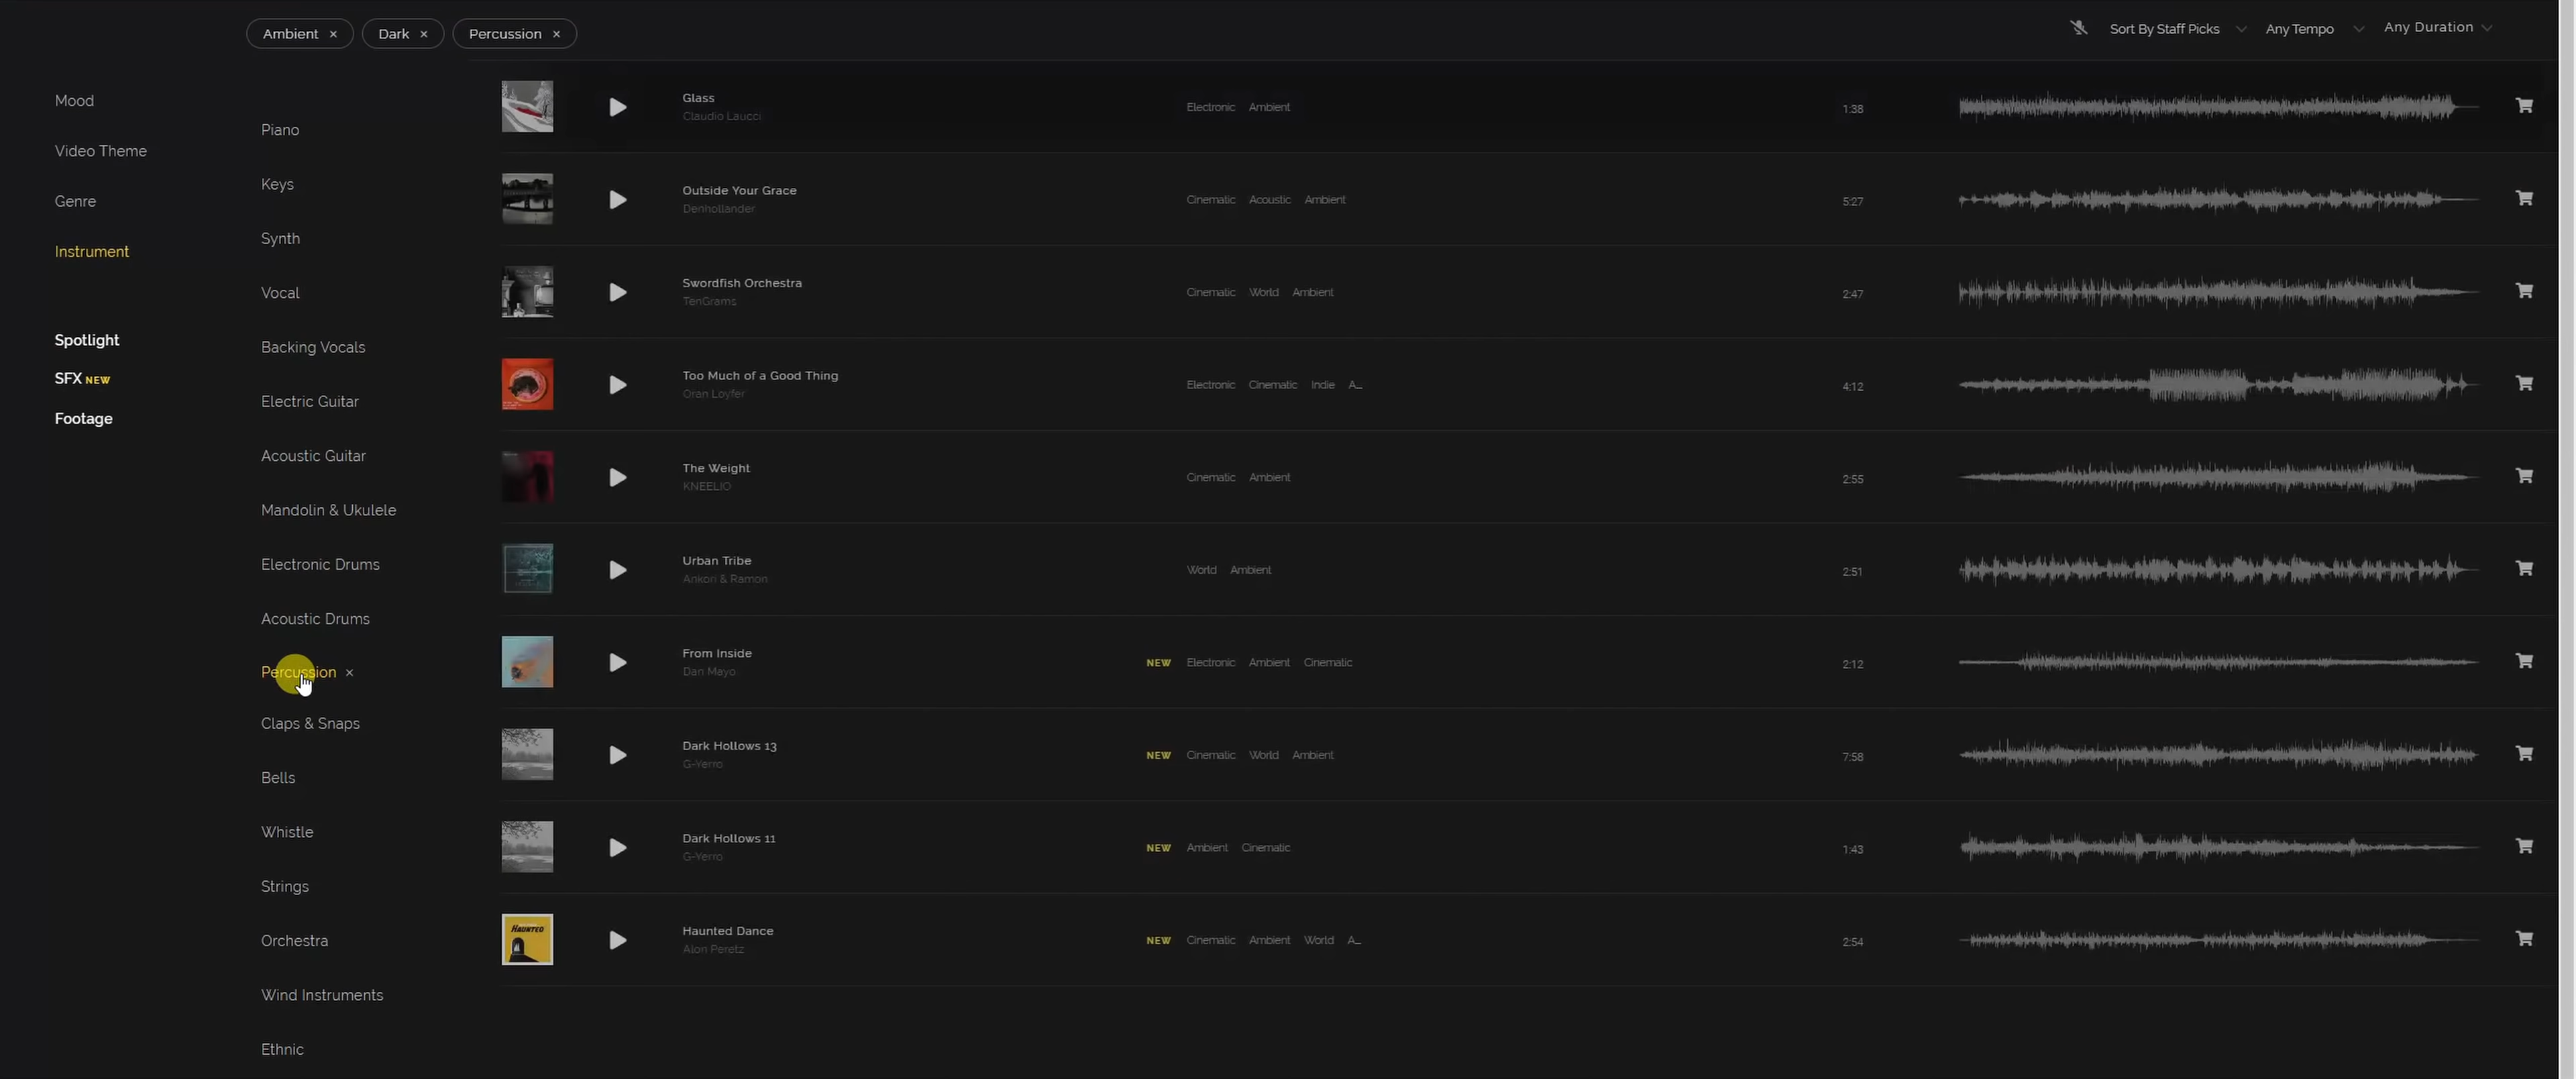 Ambient × Dark × Percussion ×
Sort By Staff Picks Any Tempo Any Duration
Mood
Video Theme
Genre
Instrument
Spotlight
SFX NEW
Footage
Piano
Keys
Synth
Vocal
Backing Vocals
Electric Guitar
Acoustic Guitar
Mandolin & Ukulele
Electronic Drums
Acoustic Drums
Percussion ×
Claps & Snaps
Bells
Whistle
Strings
Orchestra
Wind Instruments
Ethnic
Glass
Claudio Laucci
Electronic Ambient
1:38
Outside Your Grace
Denhollander
Cinematic Acoustic Ambient
5:27
Swordfish Orchestra
TenGrams
Cinematic World Ambient
2:47
Too Much of a Good Thing
Oran Loyfer
Electronic Cinematic Indie A...
4:12
The Weight
KNEELIO
Cinematic Ambient
2:55
Urban Tribe
Ankon & Ramon
World Ambient
2:51
From Inside
Dan Mayo
NEW Electronic Ambient Cinematic
2:12
Dark Hollows 13
G-Yerro
NEW Cinematic World Ambient
7:58
Dark Hollows 11
G-Yerro
NEW Ambient Cinematic
1:43
HAUNTED
Haunted Dance
Alon Peretz
NEW Cinematic Ambient World A...
2:54